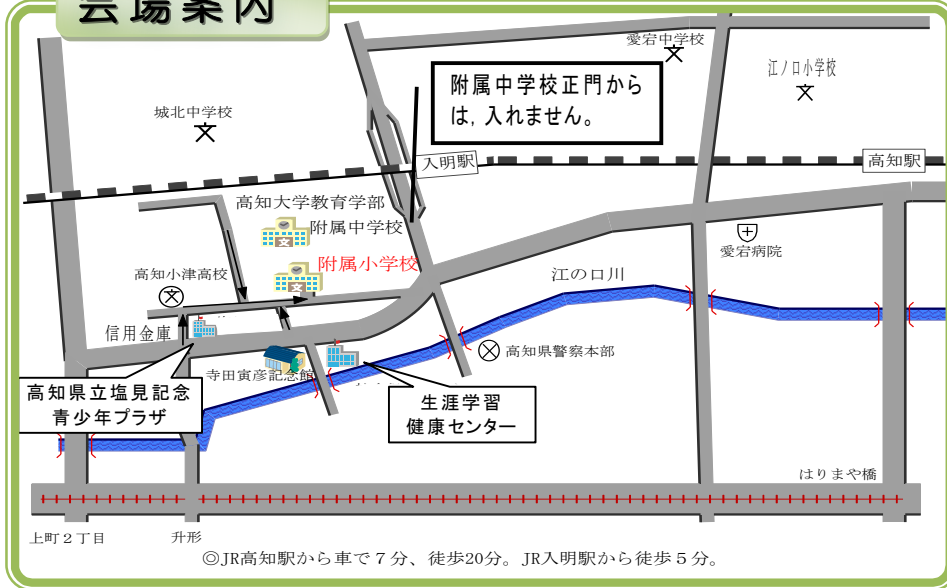 会場案内
愛宕中学校
江ノ口小学校
附属中学校正門から
は, 入れません。
城北中学校
入明駅
高知駅
高知大学教育学部
附属中学校
愛宕病院
附属小学校
高知小津高校
江の口川
信用金庫
高知県警察本部
寺田寅彦記念館
高知県立塩見記念
青少年プラザ
生涯学習
健康センター
はりまや橋
上町２丁目
升形
◎JR高知駅から車で７分、徒歩20分。JR入明駅から徒歩５分。